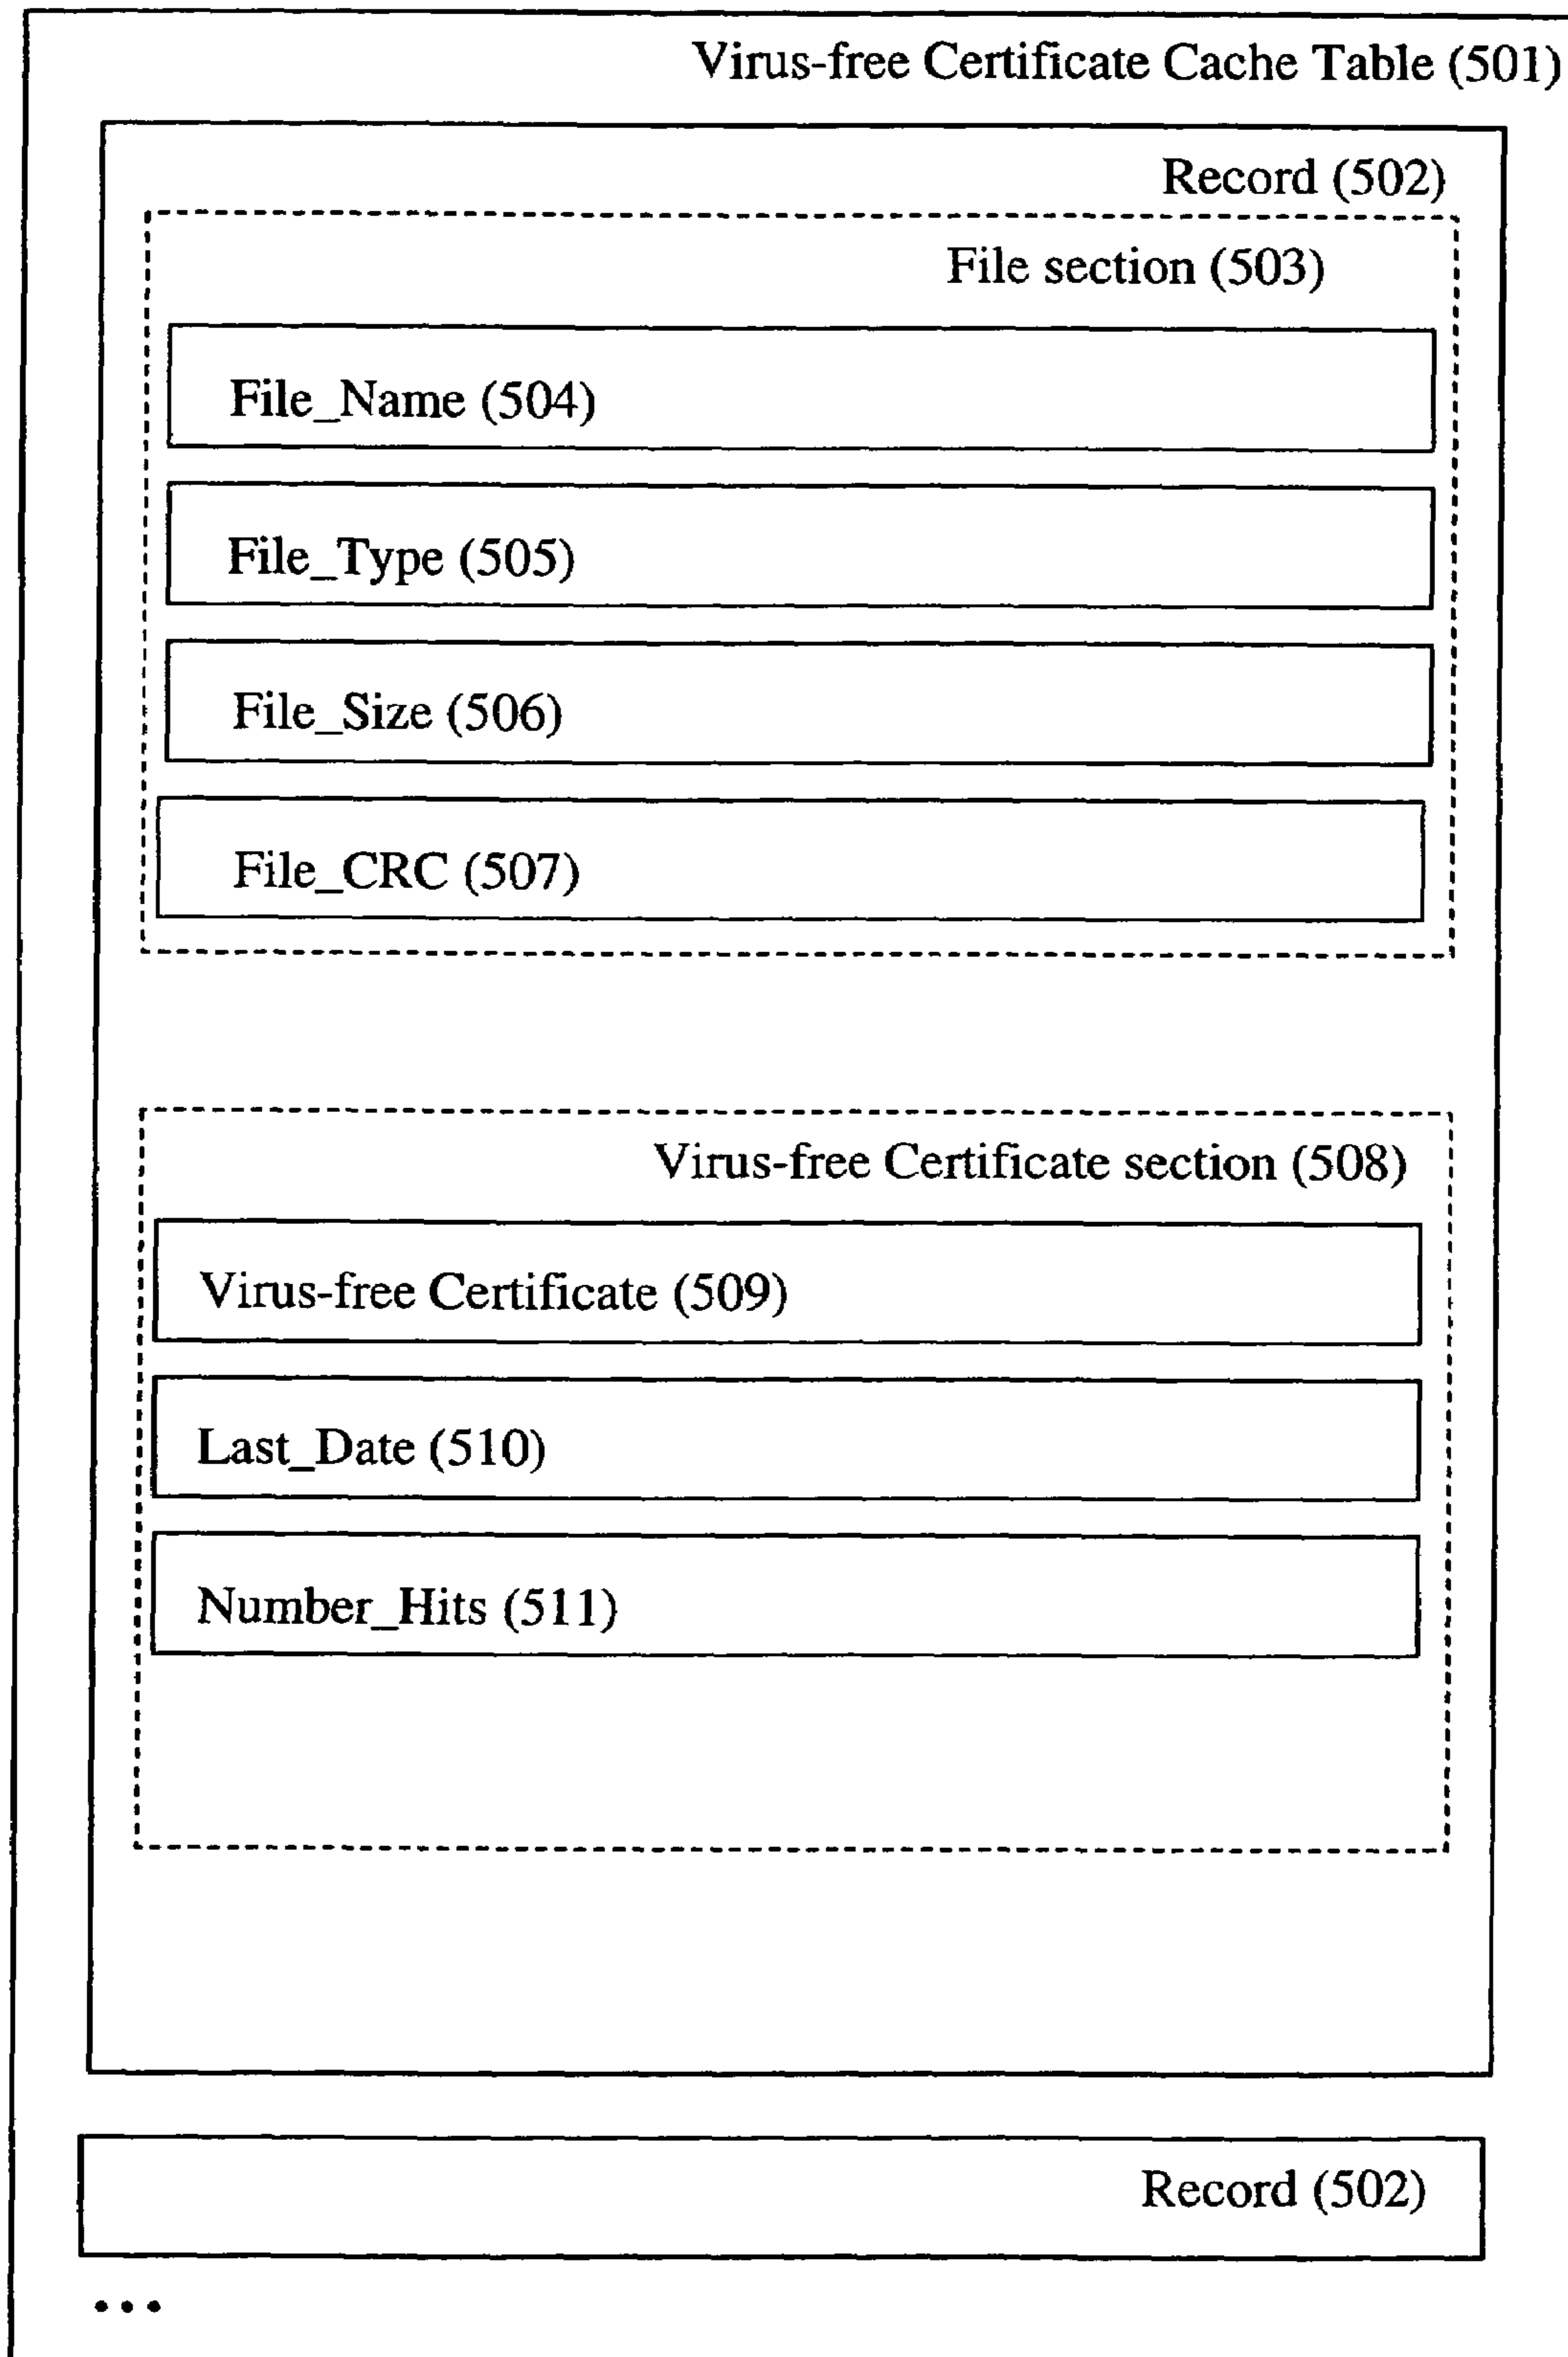 Virus-free Certificate Cache Table (501)
Record (502)
File section (503)
File_Name (504)
File_Type (505)
File_Size (506)
File_CRC (507)
Virus-free Certificate section (508)
Virus-free Certificate (509)
Last_Date (510)
Number_Hits (511)
Record (502)
...